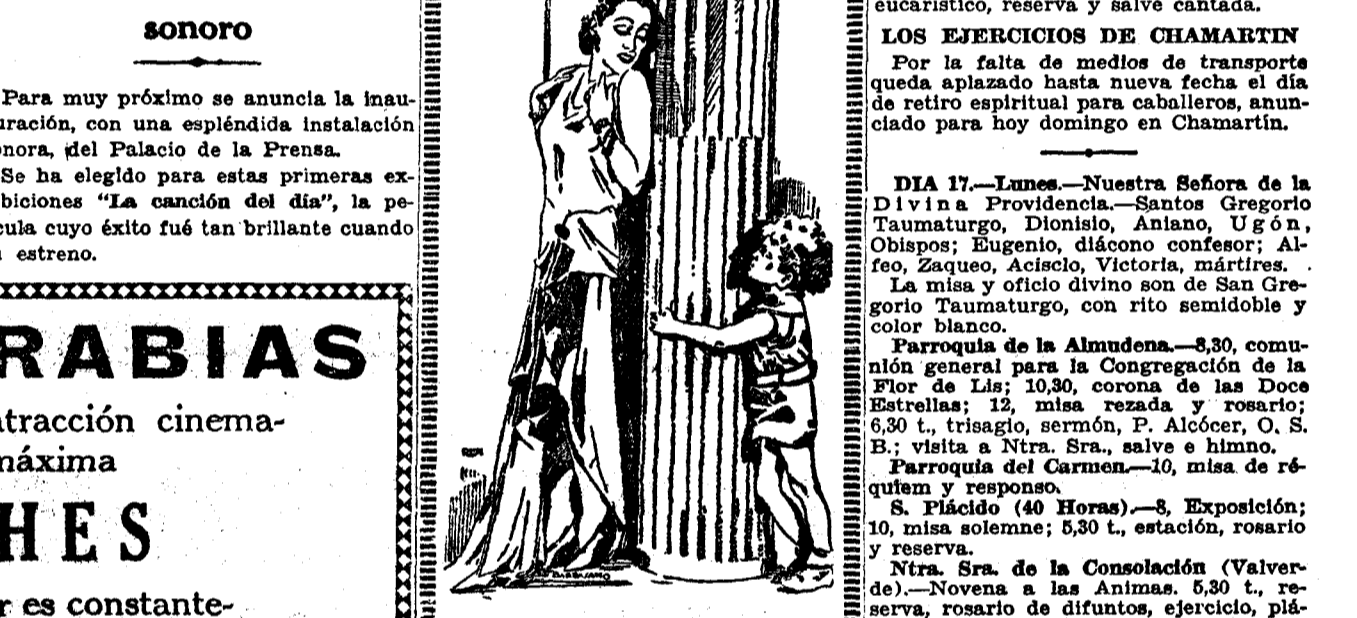 sonoro
Para muy próximo se anuncia la inau-
uración, con una espléndida instalación
onora, del Palacio de la Prensa.
Se ha elegido para estas primeras ex-
biciones "La canción del día", la pe-
cula cuyo éxito fué tan brillante cuando
estreno.
RABIAS
atracción cinema-
máxima
HES
r es constante-
eucarístico, reserva y salve cantada.
LOS EJERCICIOS DE CHAMARTIN
Por la falta de medios de transporte
queda aplazado hasta nueva fecha el día
de retiro espiritual para caballeros, anun-
ciado para hoy domingo en Chamartín.
DIA 17.—Lunes.—Nuestra Señora de la
Divina Providencia.—Santos Gregorio
Taumaturgo, Dionisio, Aniano, Ugón,
Obispos; Eugenio, diácono confesor; Al-
feo, Zaqueo, Acisclo, Victoria, mártires.
La misa y oficio divino son de San Gre-
gorio Taumaturgo, con rito semidoble y
color blanco.
Parroquia de la Almudena.—8,30, comu-
nión general para la Congregación de la
Flor de Lis; 10,30, corona de las Doce
Estrellas; 12, misa rezada y rosario;
6,30 t., trisagio, sermón, P. Alcócer, O. S.
B.; visita a Ntra. Sra., salve e himno.
Parroquia del Carmen.—10, misa de ré-
quiem y responso.
S. Plácido (40 Horas).—8, Exposición;
10, misa solemne; 5,30 t., estación, rosario
y reserva.
Ntra. Sra. de la Consolación (Valver-
de).—Novena a las Animas. 5,30 t., re-
serva, rosario de difuntos, ejercicio, plá-